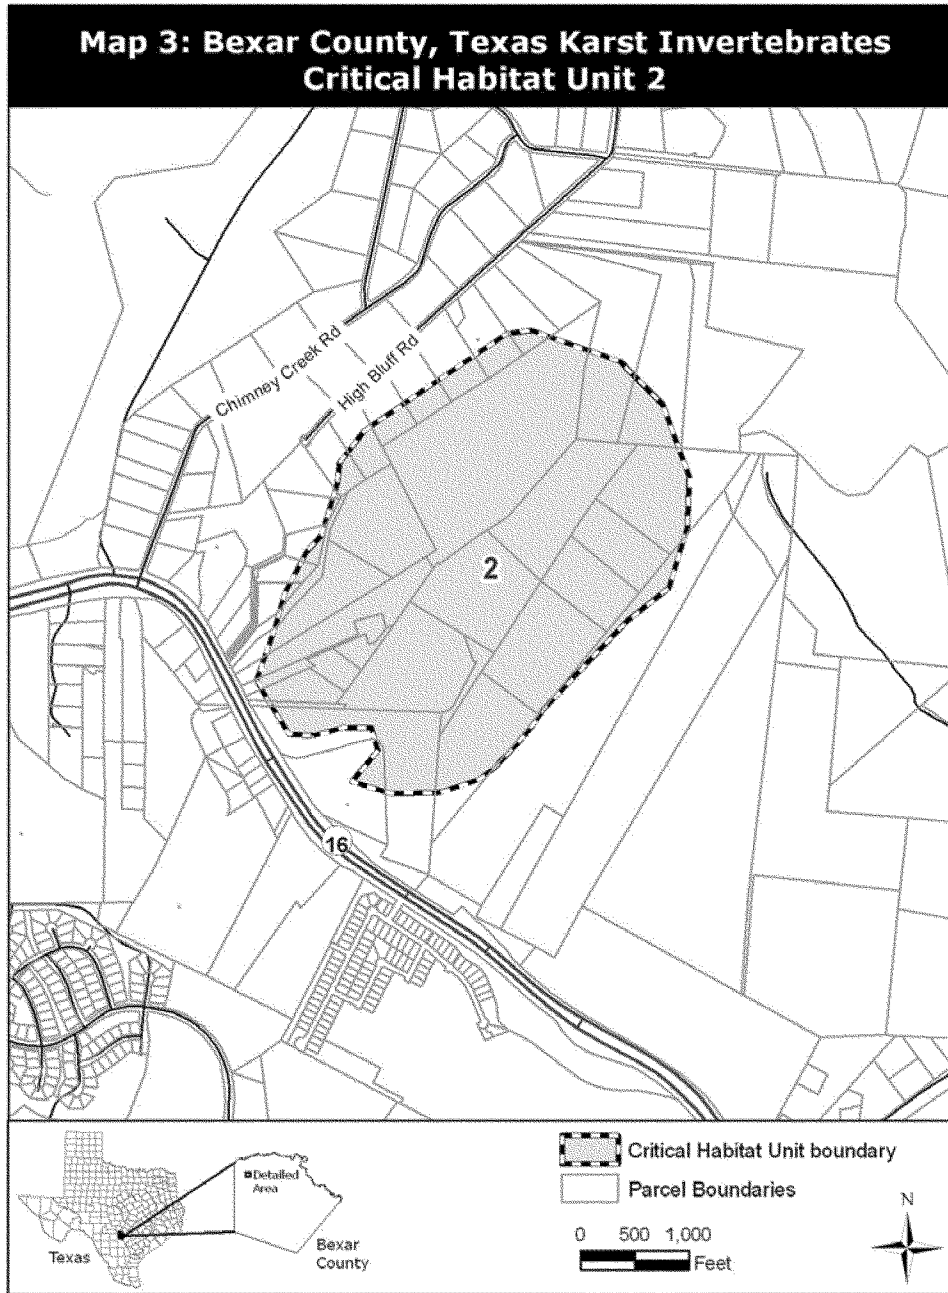 Map 3: Bexar County, Texas Karst Invertebrates
Critical Habitat Unit 2
Chimney Creek Rd
High Bluff Rd
2
16
Detailed
Area
Texas
Bexar
County
Critical Habitat Unit boundary
Parcel Boundaries
0 500 1,000
Feet
N